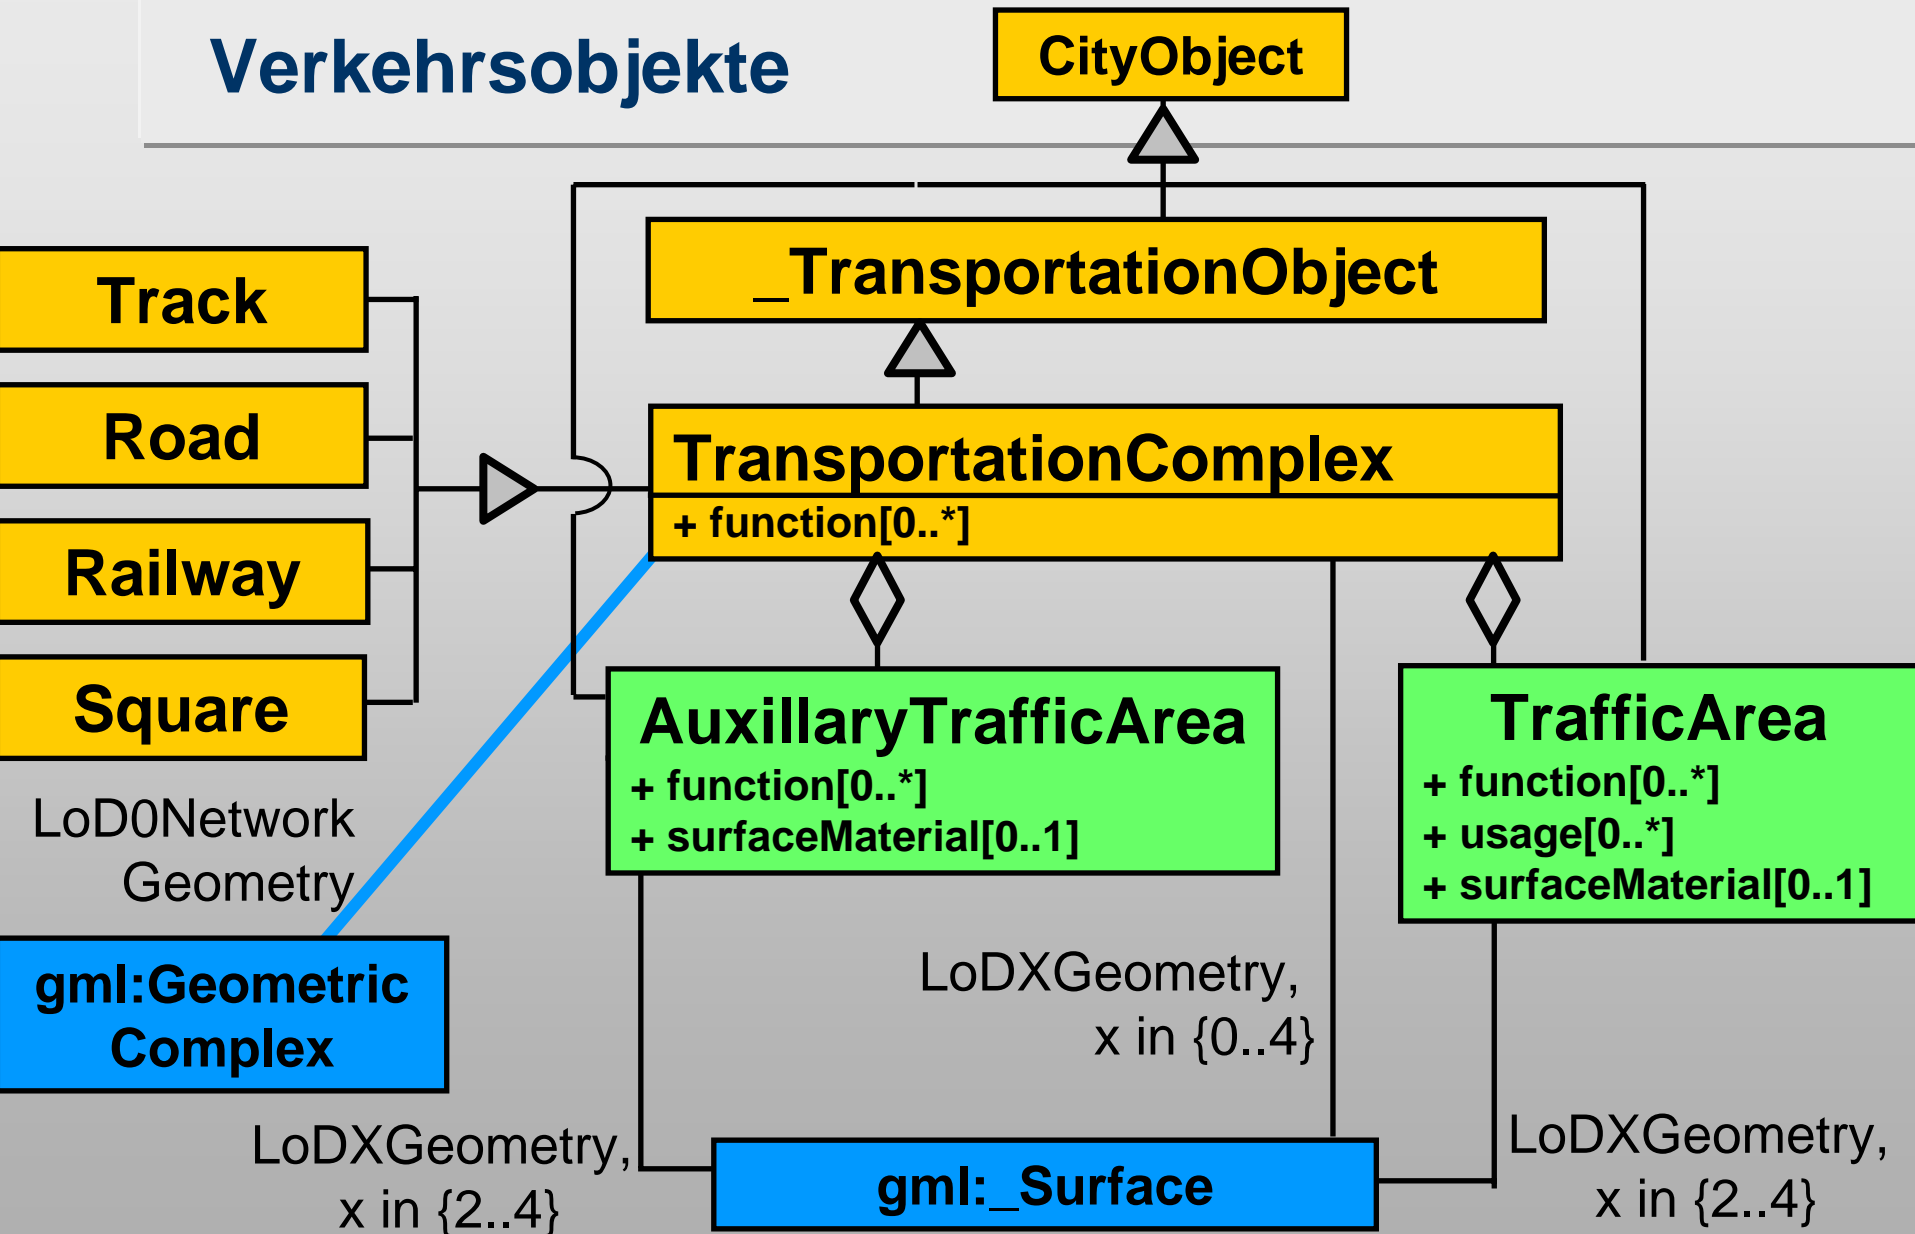 Verkehrsobjekte
CityObject
_TransportationObject
Track
Road
Railway
Square
TransportationComplex
+ function[0..*]
AuxillaryTrafficArea
+ function[0..*]
+ surfaceMaterial[0..1]
TrafficArea
+ function[0..*]
+ usage[0..*]
+ surfaceMaterial[0..1]
LoD0Network
Geometry
gml:Geometric
Complex
LoDXGeometry,
x in {0..4}
LoDXGeometry,
x in {2..4}
gml:_Surface
LoDXGeometry,
x in {2..4}